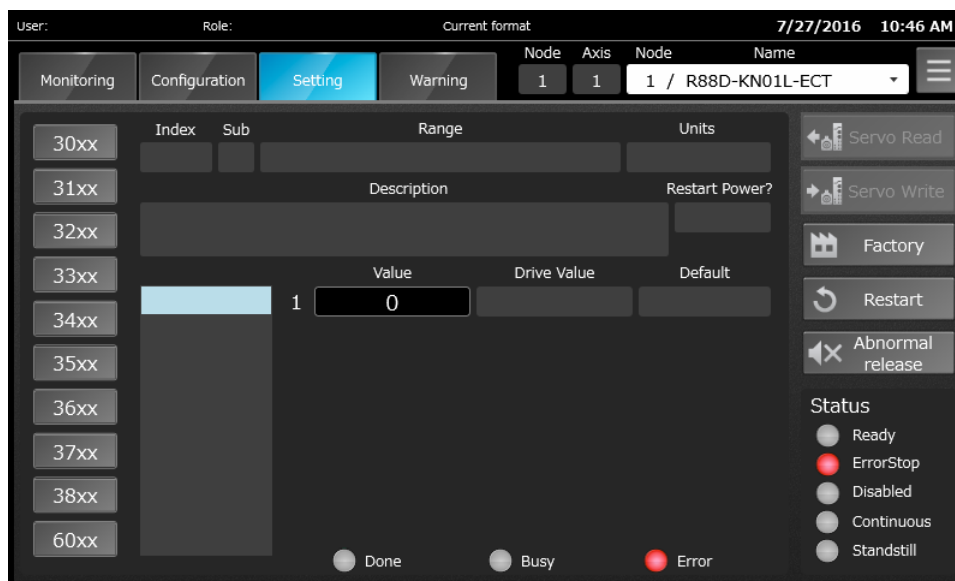 User: Role: Current format 7/27/2016 10:46 AM
Node Axis Node Name
Monitoring Configuration Setting Warning 1 1 1 / R88D-KN01L-ECT
Index Sub Range Units
30xx
Servo Read
Description Restart Power?
31xx
Servo Write
32xx
Factory
33xx
Value Drive Value Default
1 0
Restart
34xx
35xx
Abnormal
release
36xx
Status
Ready
37xx
ErrorStop
38xx
Disabled
Continuous
60xx
Standstill
Done Busy Error